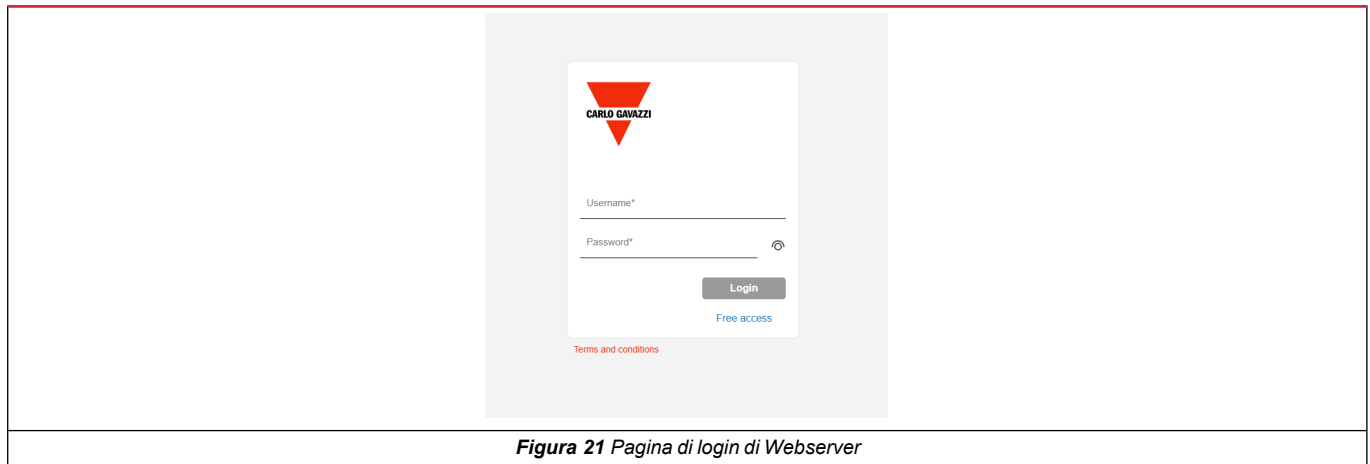 CARLO GAVAZZI
Username*
Password*
Login
Free access
Terms and conditions
Figura 21 Pagina di login di Webserver